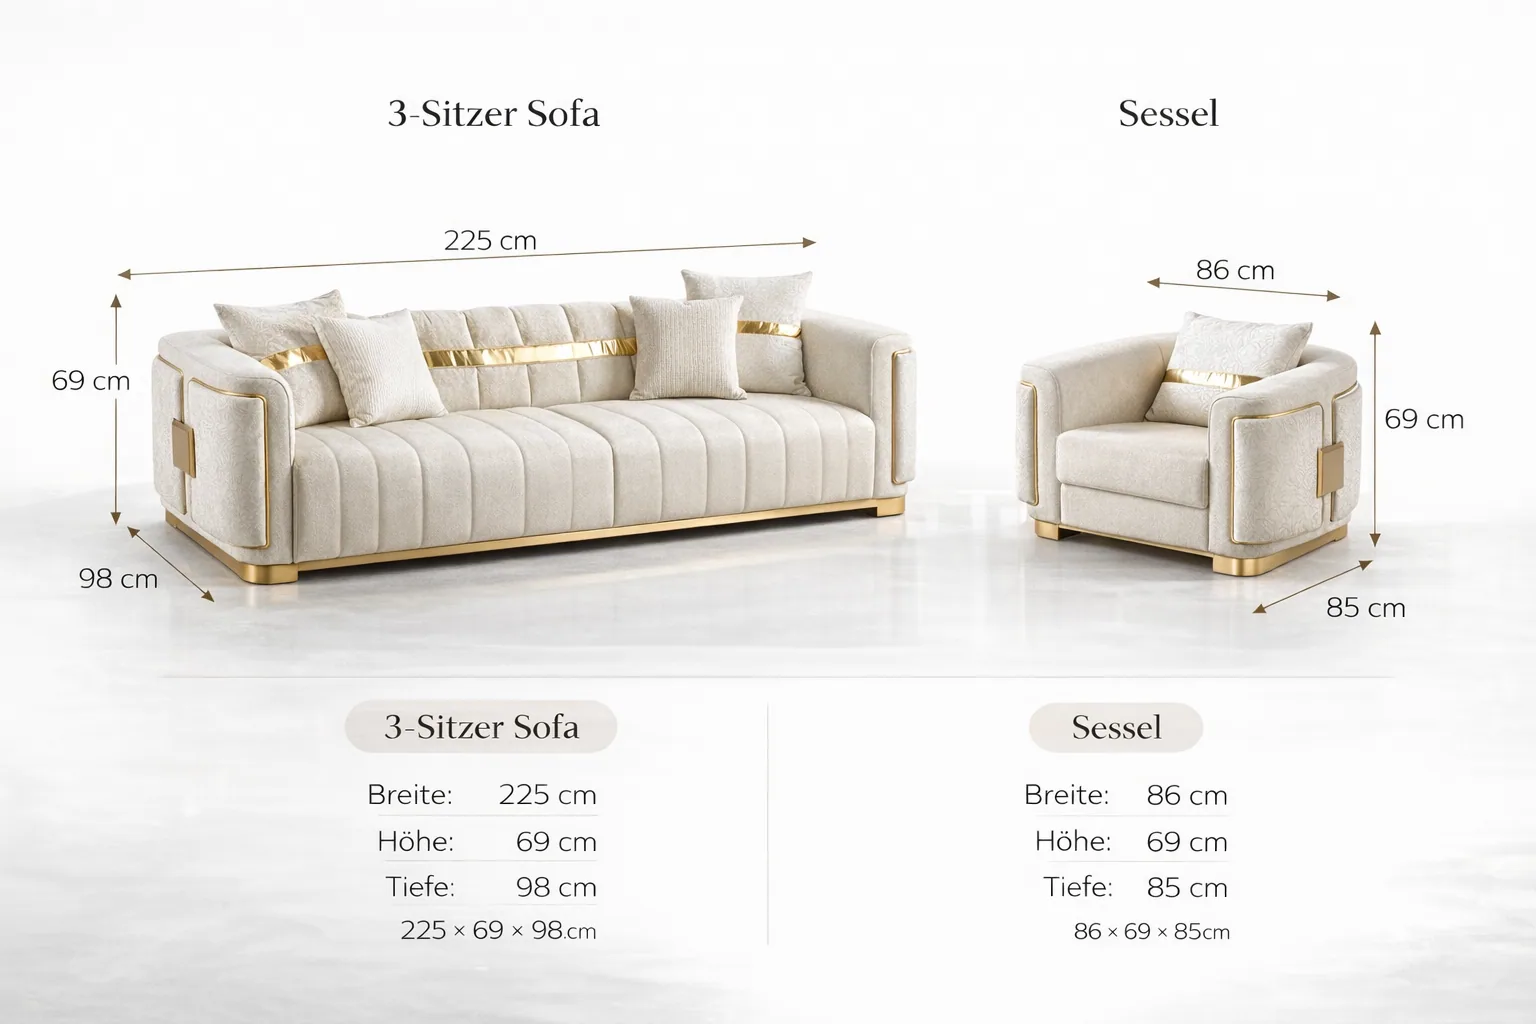 3-Sitzer Sofa
Sessel
225 cm
86 cm
69 cm
69 cm
98 cm
85 cm
3-Sitzer Sofa
Breite: 225 cm
Höhe: 69 cm
Tiefe: 98 cm
225 × 69 × 98.cm
Sessel
Breite: 86 cm
Höhe: 69 cm
Tiefe: 85 cm
86 × 69 × 85cm